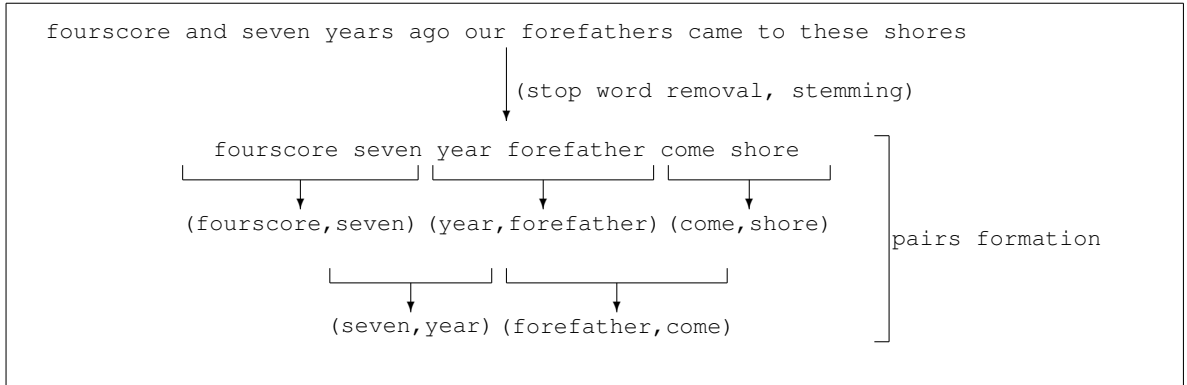 fourscore and seven years ago our forefathers came to these shores
(stop word removal, stemming)
fourscore seven year forefather come shore
(fourscore,seven) (year,forefather) (come,shore)
pairs formation
(seven,year) (forefather,come)